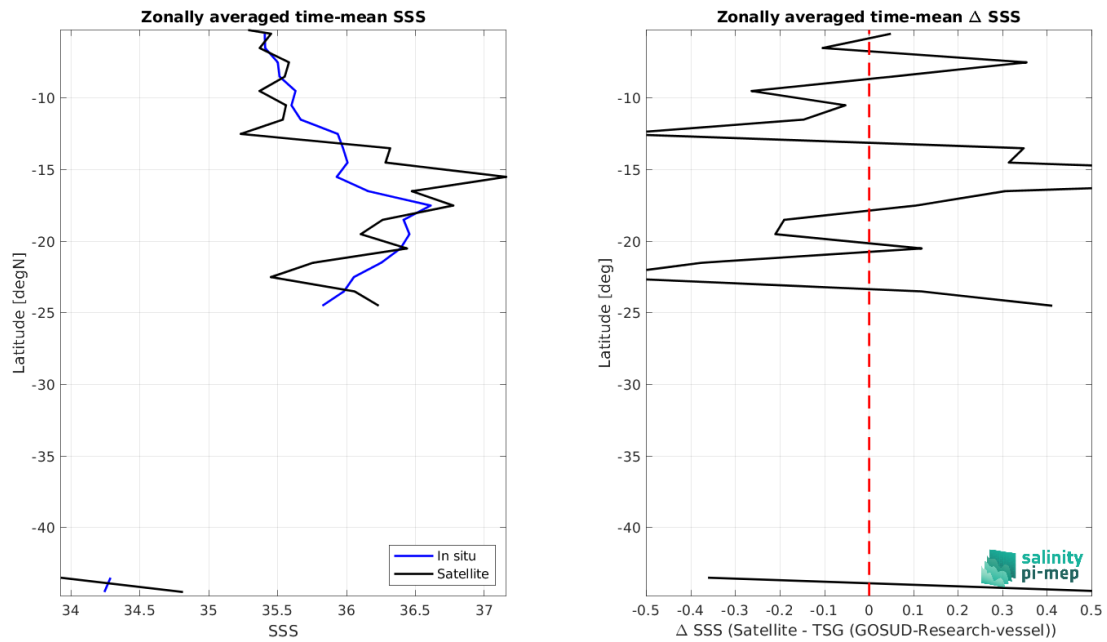 Zonally averaged time-mean SSS
-10
-15
-20
-25
-30
-35
-40
Latitude [degN]
34 34.5 35 35.5 36 36.5 37
SSS
In situ
Satellite
Zonally averaged time-mean Δ SSS
-10
-15
-20
-25
-30
-35
-40
Latitude [deg]
-0.5 -0.4 -0.3 -0.2 -0.1 0 0.1 0.2 0.3 0.4 0.5
Δ SSS (Satellite - TSG (GOSUD-Research-vessel))
salinity
pi-mep